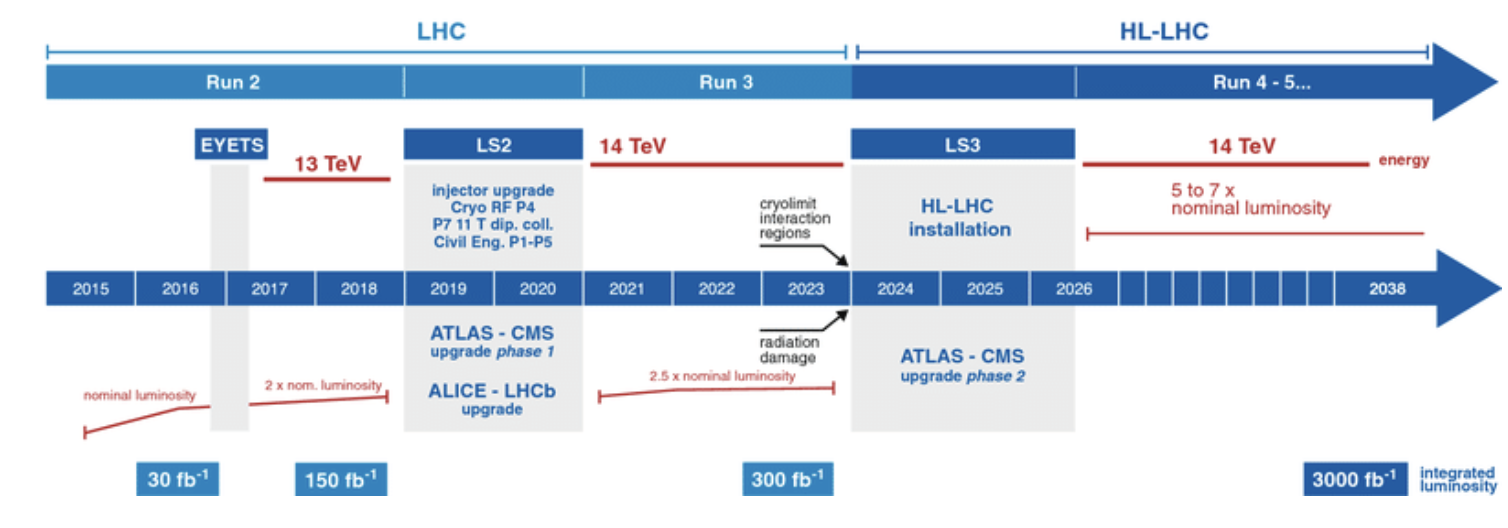 LHC
HL-LHC
Run 2
Run 3
Run 4 - 5...
EYETS
13 TeV
LS2
14 TeV
LS3
14 TeV
energy
injector upgrade
Cryo RF P4
P7 11 T dip. coll.
Civil Eng. P1-P5
cryolimit
interaction
regions
HL-LHC
installation
5 to 7 x
nominal luminosity
2015
2016
2017
2018
2019
2020
2021
2022
2023
2024
2025
2026
2038
ATLAS - CMS
upgrade phase 1
ALICE - LHCb
upgrade
radiation
damage
ATLAS - CMS
upgrade phase 2
nominal luminosity
2 x nom. luminosity
2.5 x nominal luminosity
30 fb⁻¹
150 fb⁻¹
300 fb⁻¹
3000 fb⁻¹
integrated
luminosity